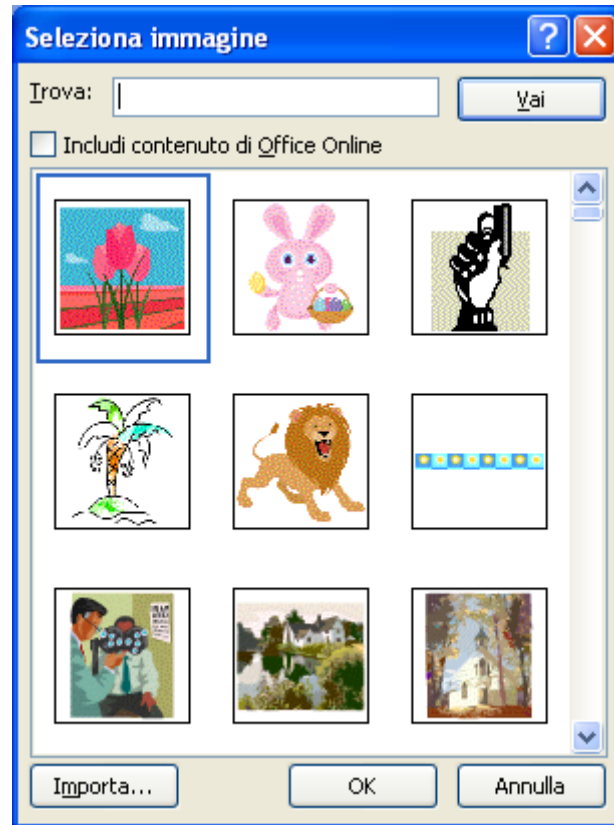 Seleziona immagine
Trova:
Vai
Includi contenuto di Office Online
Importa...
OK
Annulla